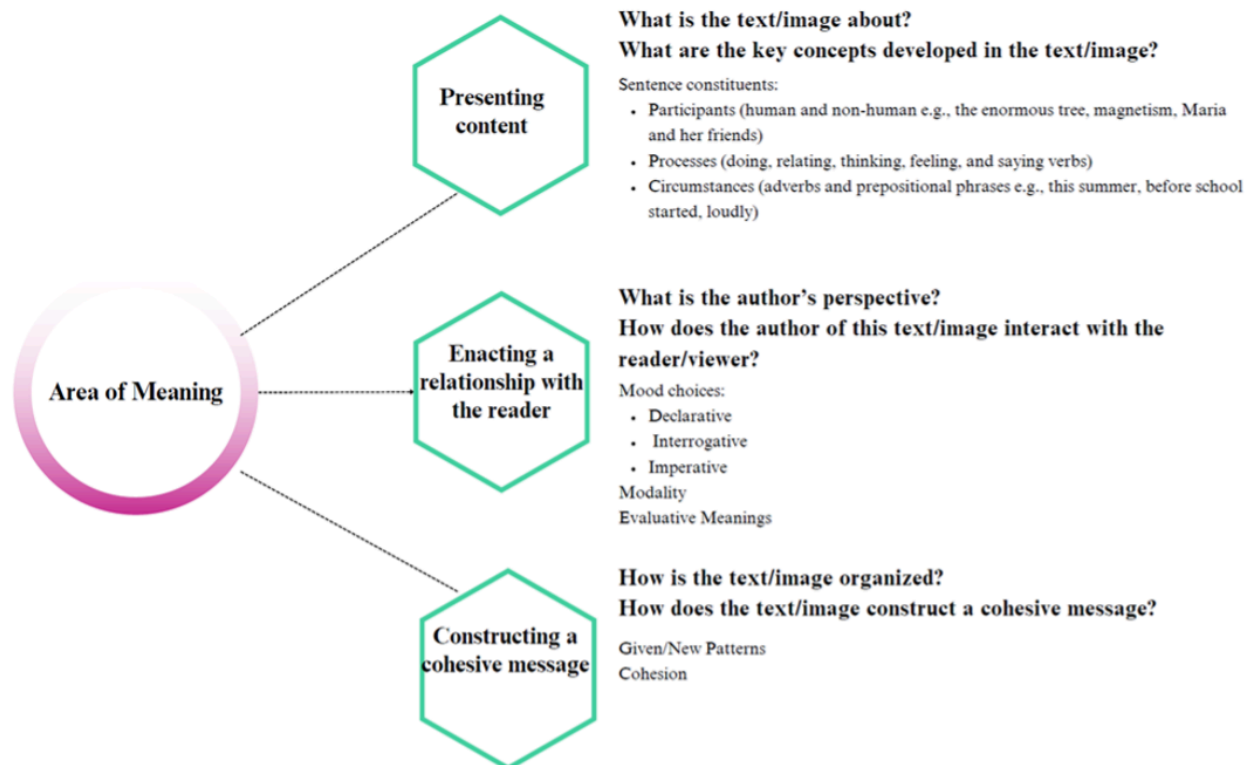 Area of Meaning
Presenting
content
What is the text/image about?
What are the key concepts developed in the text/image?
Sentence constituents:
• Participants (human and non-human e.g., the enormous tree, magnetism, Maria
and her friends)
• Processes (doing, relating, thinking, feeling, and saying verbs)
• Circumstances (adverbs and prepositional phrases e.g., this summer, before school
started, loudly)
Enacting a
relationship with
the reader
What is the author's perspective?
How does the author of this text/image interact with the
reader/viewer?
Mood choices:
• Declarative
• Interrogative
• Imperative
Modality
Evaluative Meanings
Constructing a
cohesive message
How is the text/image organized?
How does the text/image construct a cohesive message?
Given/New Patterns
Cohesion